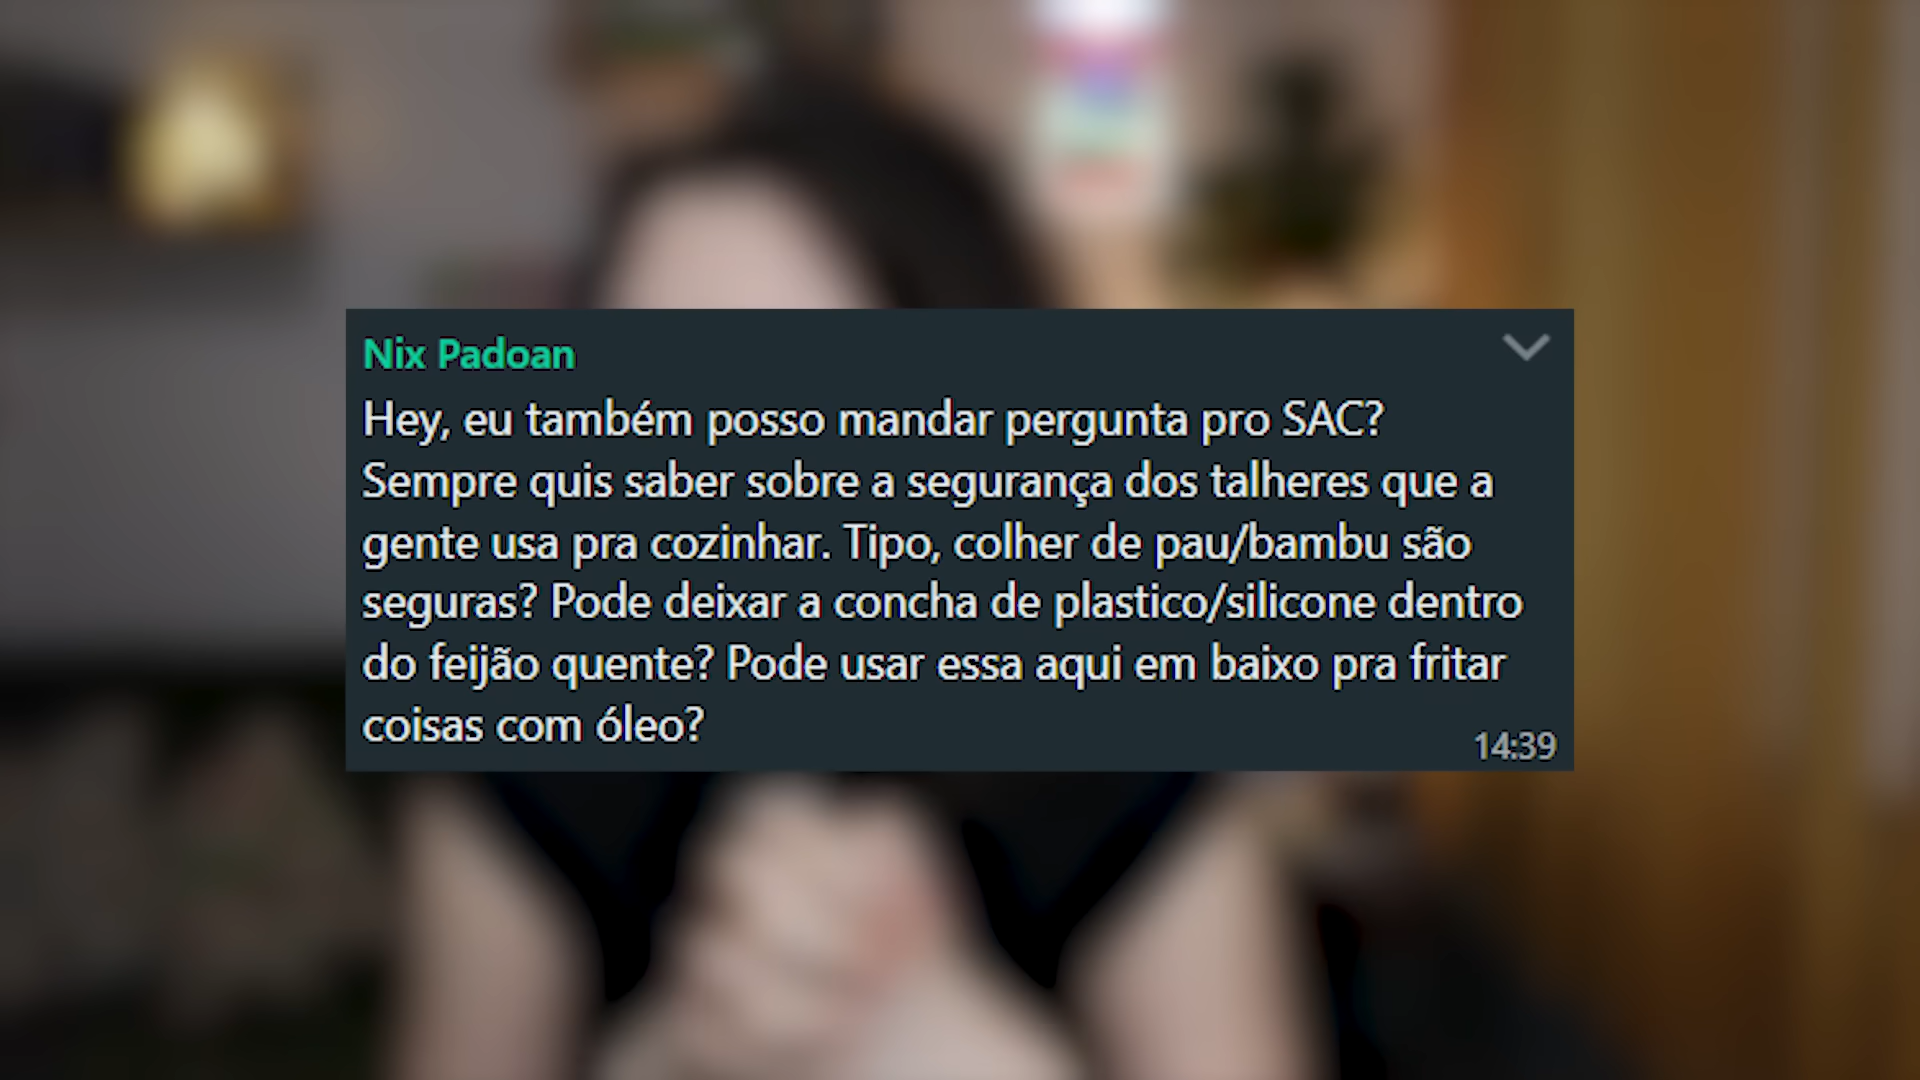 Nix Padoan
Hey, eu também posso mandar pergunta pro SAC?
Sempre quis saber sobre a segurança dos talheres que a
gente usa pra cozinhar. Tipo, colher de pau/bambu são
seguras? Pode deixar a concha de plastico/silicone dentro
do feijão quente? Pode usar essa aqui em baixo pra fritar
coisas com óleo?
14:39